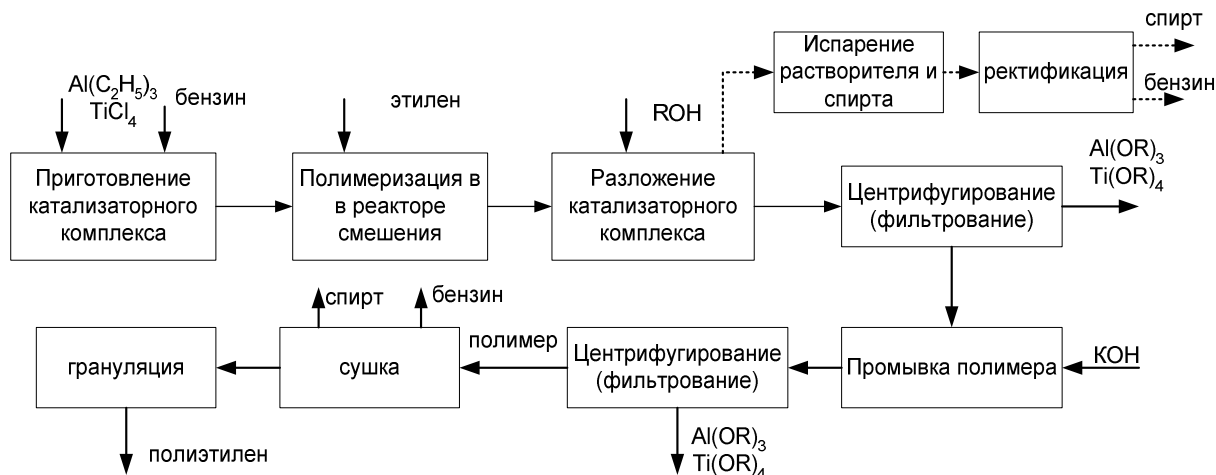 спирт
Испарение
растворителя и
спирта
ректификация
бензин
Al(C₂H₅)₃
TiCl₄
бензин
этилен
ROH
Приготовление
катализаторного
комплекса
Полимеризация в
в реакторе
смешения
Разложение
катализаторного
комплекса
Центрифугирование
(фильтрование)
Al(OR)₃
Ti(OR)₄
спирт
бензин
полимер
грануляция
сушка
Центрифугирование
(фильтрование)
Промывка полимера
КОН
полиэтилен
Al(OR)₃
Ti(OR)₄